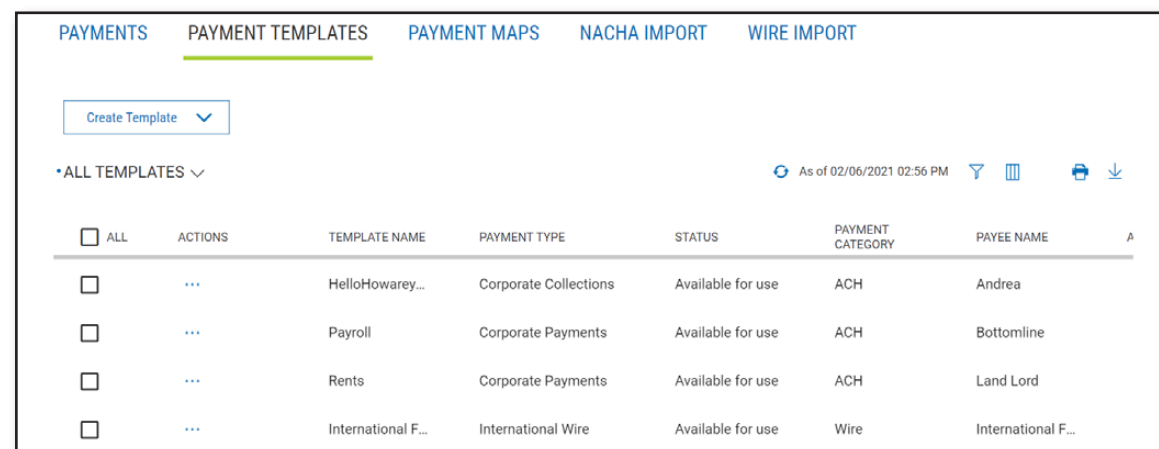 PAYMENTS PAYMENT TEMPLATES PAYMENT MAPS NACHA IMPORT WIRE IMPORT
Create Template
ALL TEMPLATES As of 02/06/2021 02:56 PM
ALL ACTIONS TEMPLATE NAME PAYMENT TYPE STATUS PAYMENT CATEGORY PAYEE NAME A
HelloHowarey... Corporate Collections Available for use ACH Andrea
Payroll Corporate Payments Available for use ACH Bottomline
Rents Corporate Payments Available for use ACH Land Lord
International F... International Wire Available for use Wire International F...